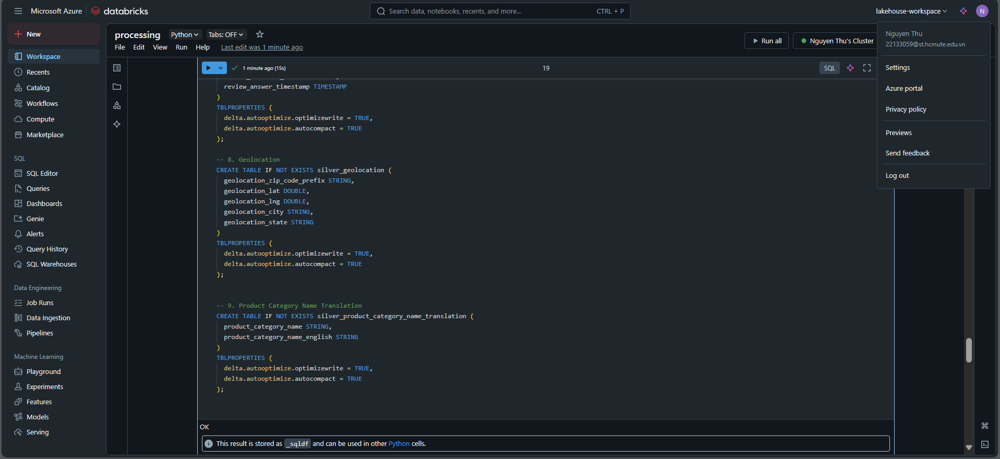 Microsoft Azure
databricks
Search data, notebooks, recents, and more...
CTRL + P
lakehouse-workspace
N
New
Workspace
Recents
Catalog
Workflows
Compute
Marketplace
SQL
SQL Editor
Queries
Dashboards
Genie
Alerts
Query History
SQL Warehouses
Data Engineering
Job Runs
Data Ingestion
Pipelines
Machine Learning
Playground
Experiments
Features
Models
Serving
processing
Python
Tabs: OFF
File Edit View Run Help Last edit was 1 minute ago
Run all
Nguyen Thu's Cluster
1 minute ago (15s)
19
SQL
review_answer_timestamp TIMESTAMP
)
TBLPROPERTIES (
delta.autooptimize.optimizewrite = TRUE,
delta.autooptimize.autocompact = TRUE
);
-- 8. Geolocation
CREATE TABLE IF NOT EXISTS silver_geolocation (
geolocation_zip_code_prefix STRING,
geolocation_lat DOUBLE,
geolocation_lng DOUBLE,
geolocation_city STRING,
geolocation_state STRING
)
TBLPROPERTIES (
delta.autooptimize.optimizewrite = TRUE,
delta.autooptimize.autocompact = TRUE
);
-- 9. Product Category Name Translation
CREATE TABLE IF NOT EXISTS silver_product_category_name_translation (
product_category_name STRING,
product_category_name_english STRING
)
TBLPROPERTIES (
delta.autooptimize.optimizewrite = TRUE,
delta.autooptimize.autocompact = TRUE
);
OK
This result is stored as _sqldf and can be used in other Python cells.
Nguyen Thu
22133059@st.hcmute.edu.vn
Settings
Azure portal
Privacy policy
Previews
Send feedback
Log out